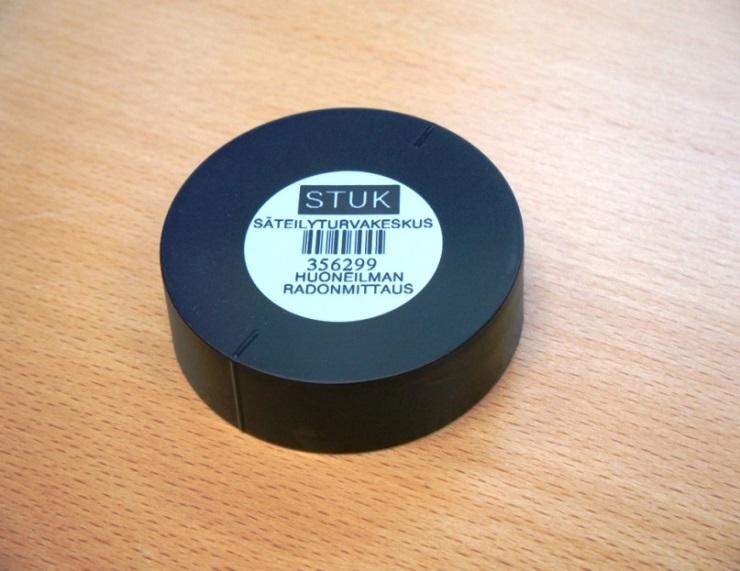 STUK
SÄTEILYTURVAKESKUS
356299
HUONEILMAN
RADONMITTAUS